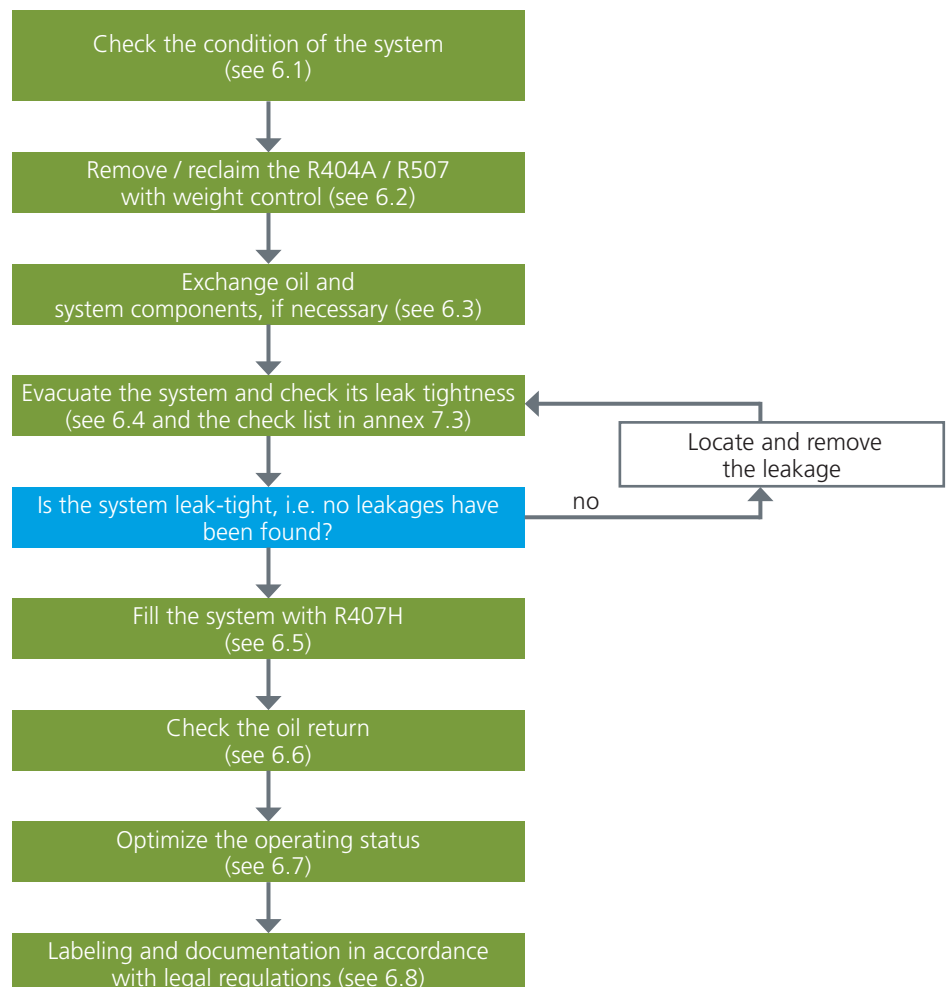 Check the condition of the system
(see 6.1)
Remove / reclaim the R404A / R507
with weight control (see 6.2)
Exchange oil and
system components, if necessary (see 6.3)
Evacuate the system and check its leak tightness
(see 6.4 and the check list in annex 7.3)
Locate and remove
the leakage
Is the system leak-tight, i.e. no leakages have
been found?
no
Fill the system with R407H
(see 6.5)
Check the oil return
(see 6.6)
Optimize the operating status
(see 6.7)
Labeling and documentation in accordance
with legal regulations (see 6.8)